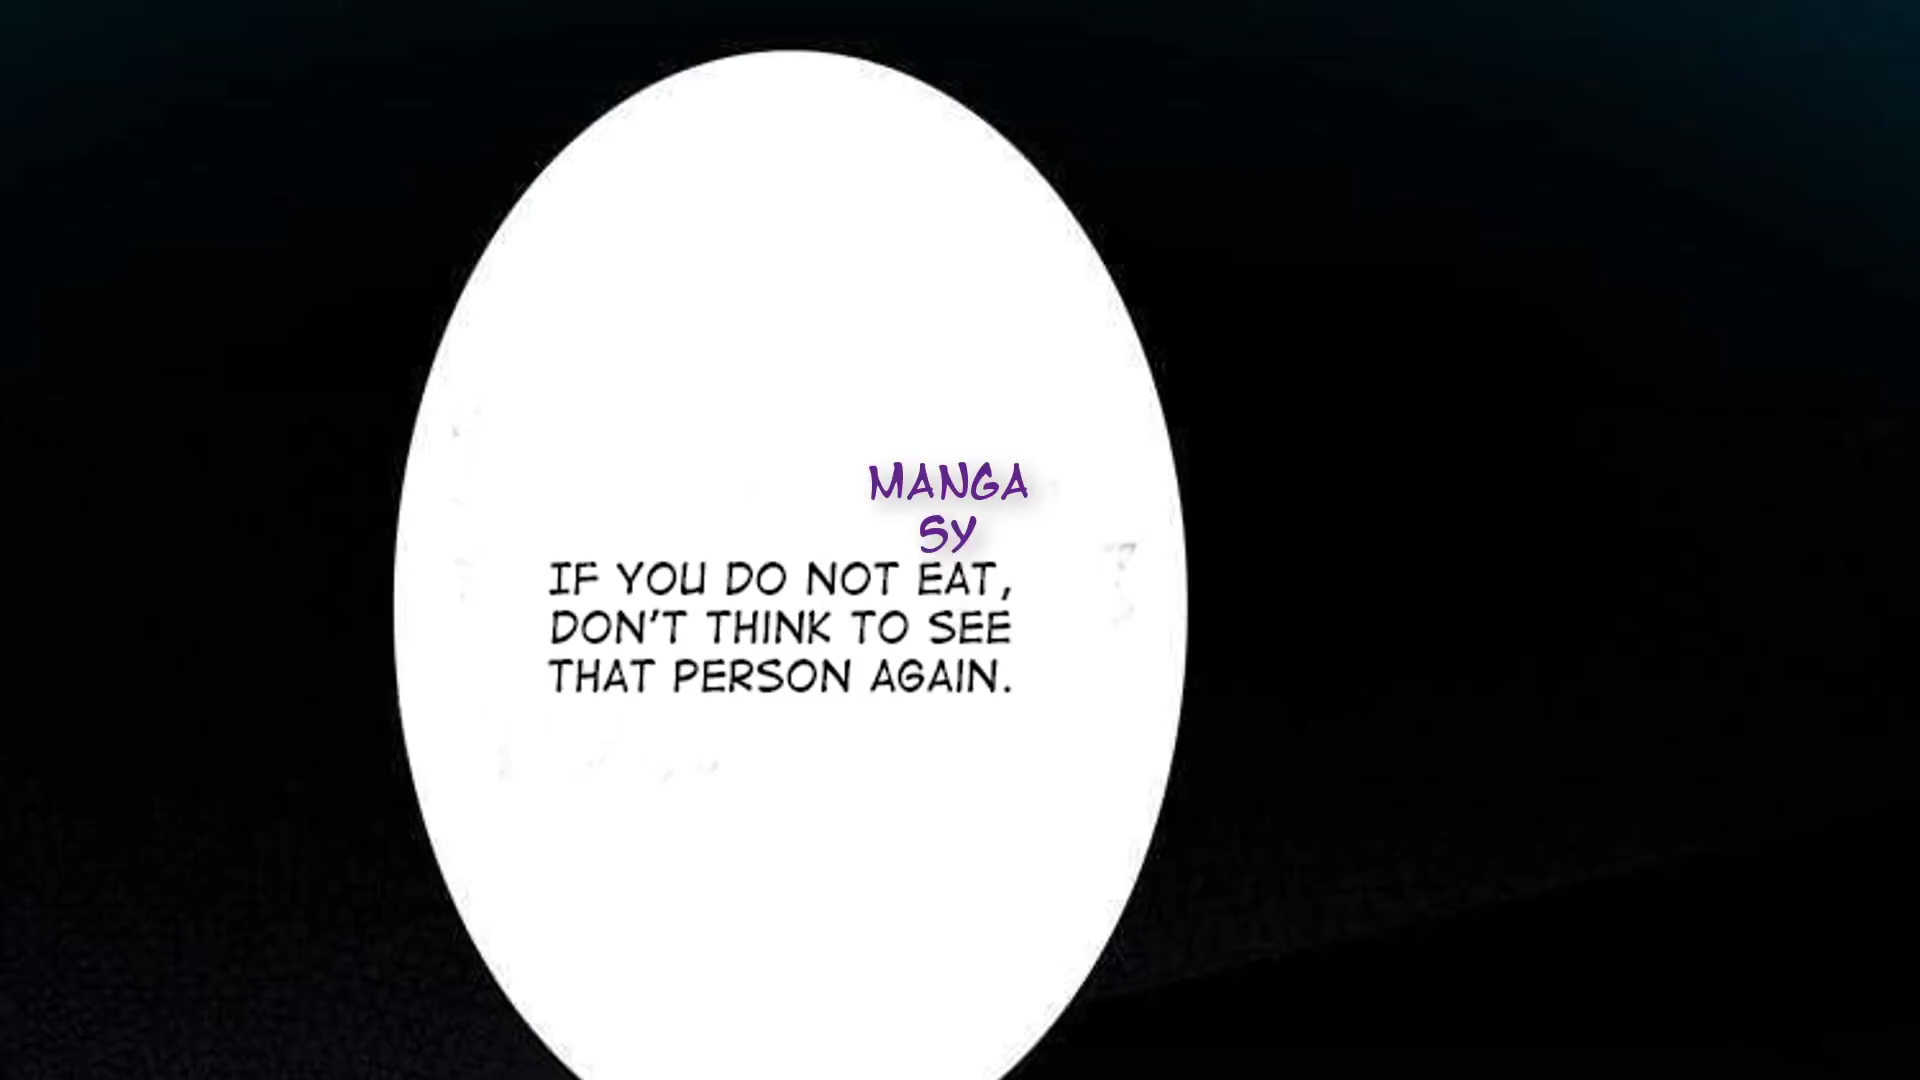 MANGA
SY
IF YOU DO NOT EAT,
DON'T THINK TO SEE
THAT PERSON AGAIN.